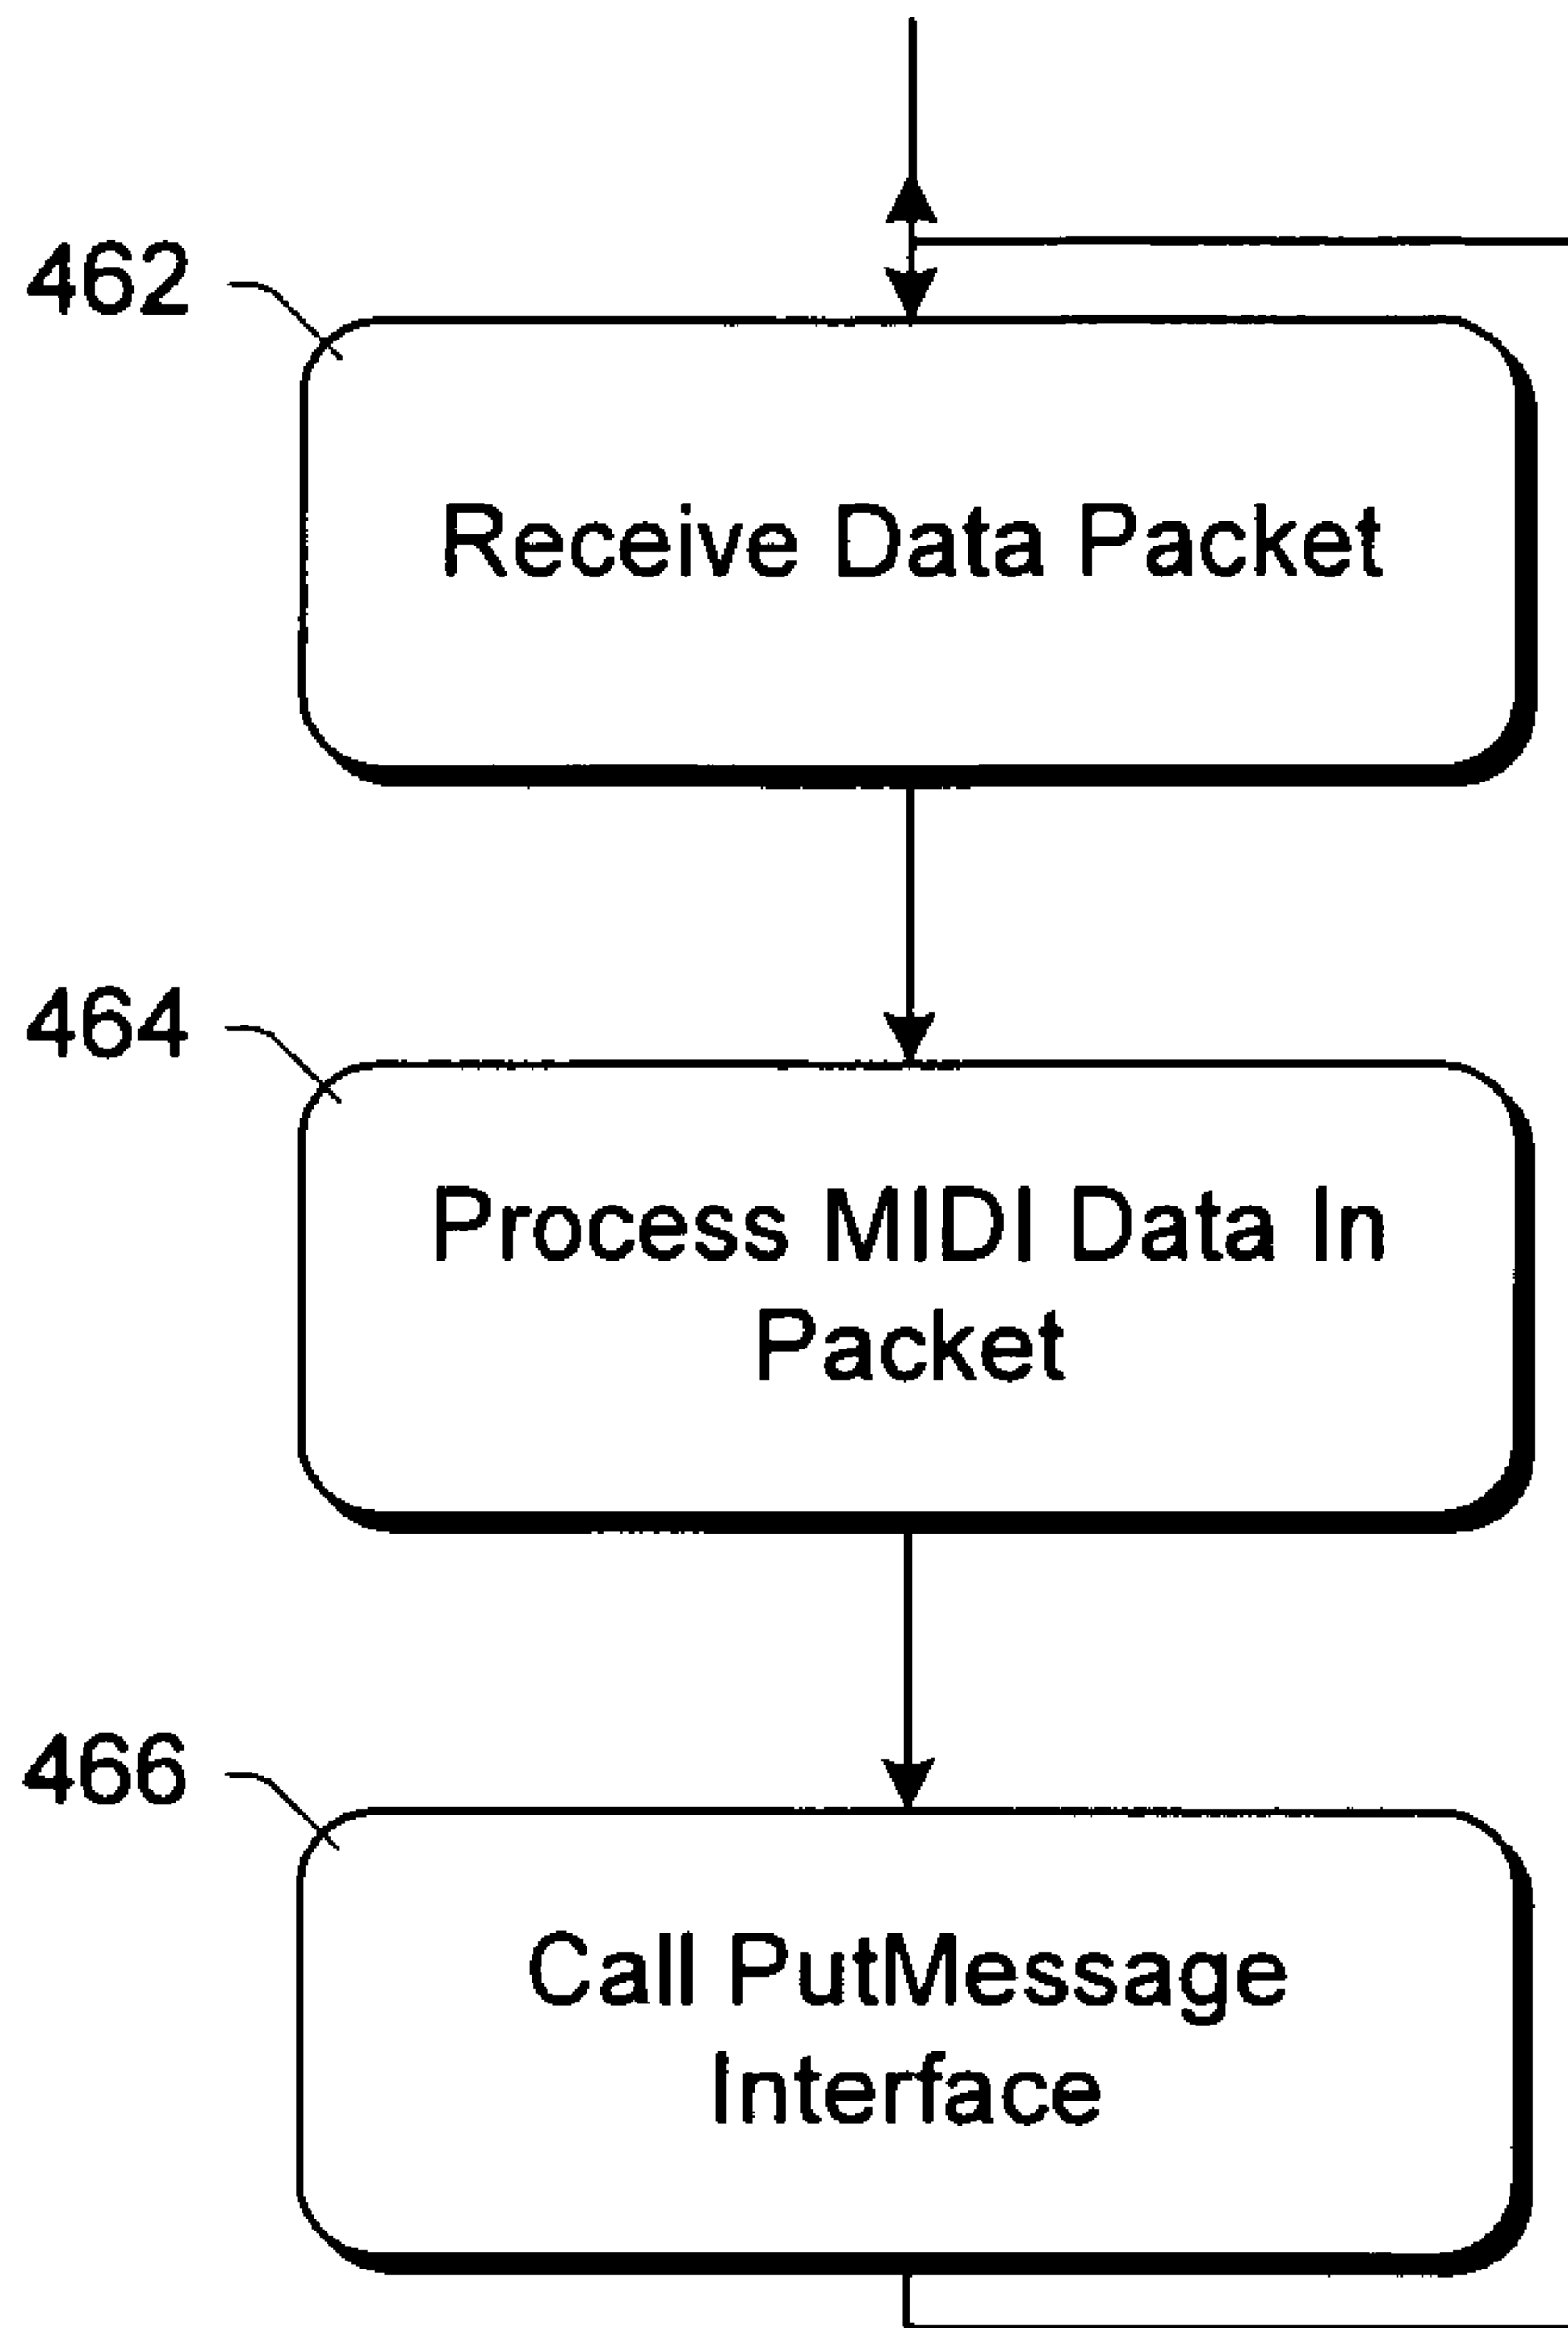 462
Receive Data Packet
464
Process MIDI Data In
Packet
466
Call PutMessage
Interface